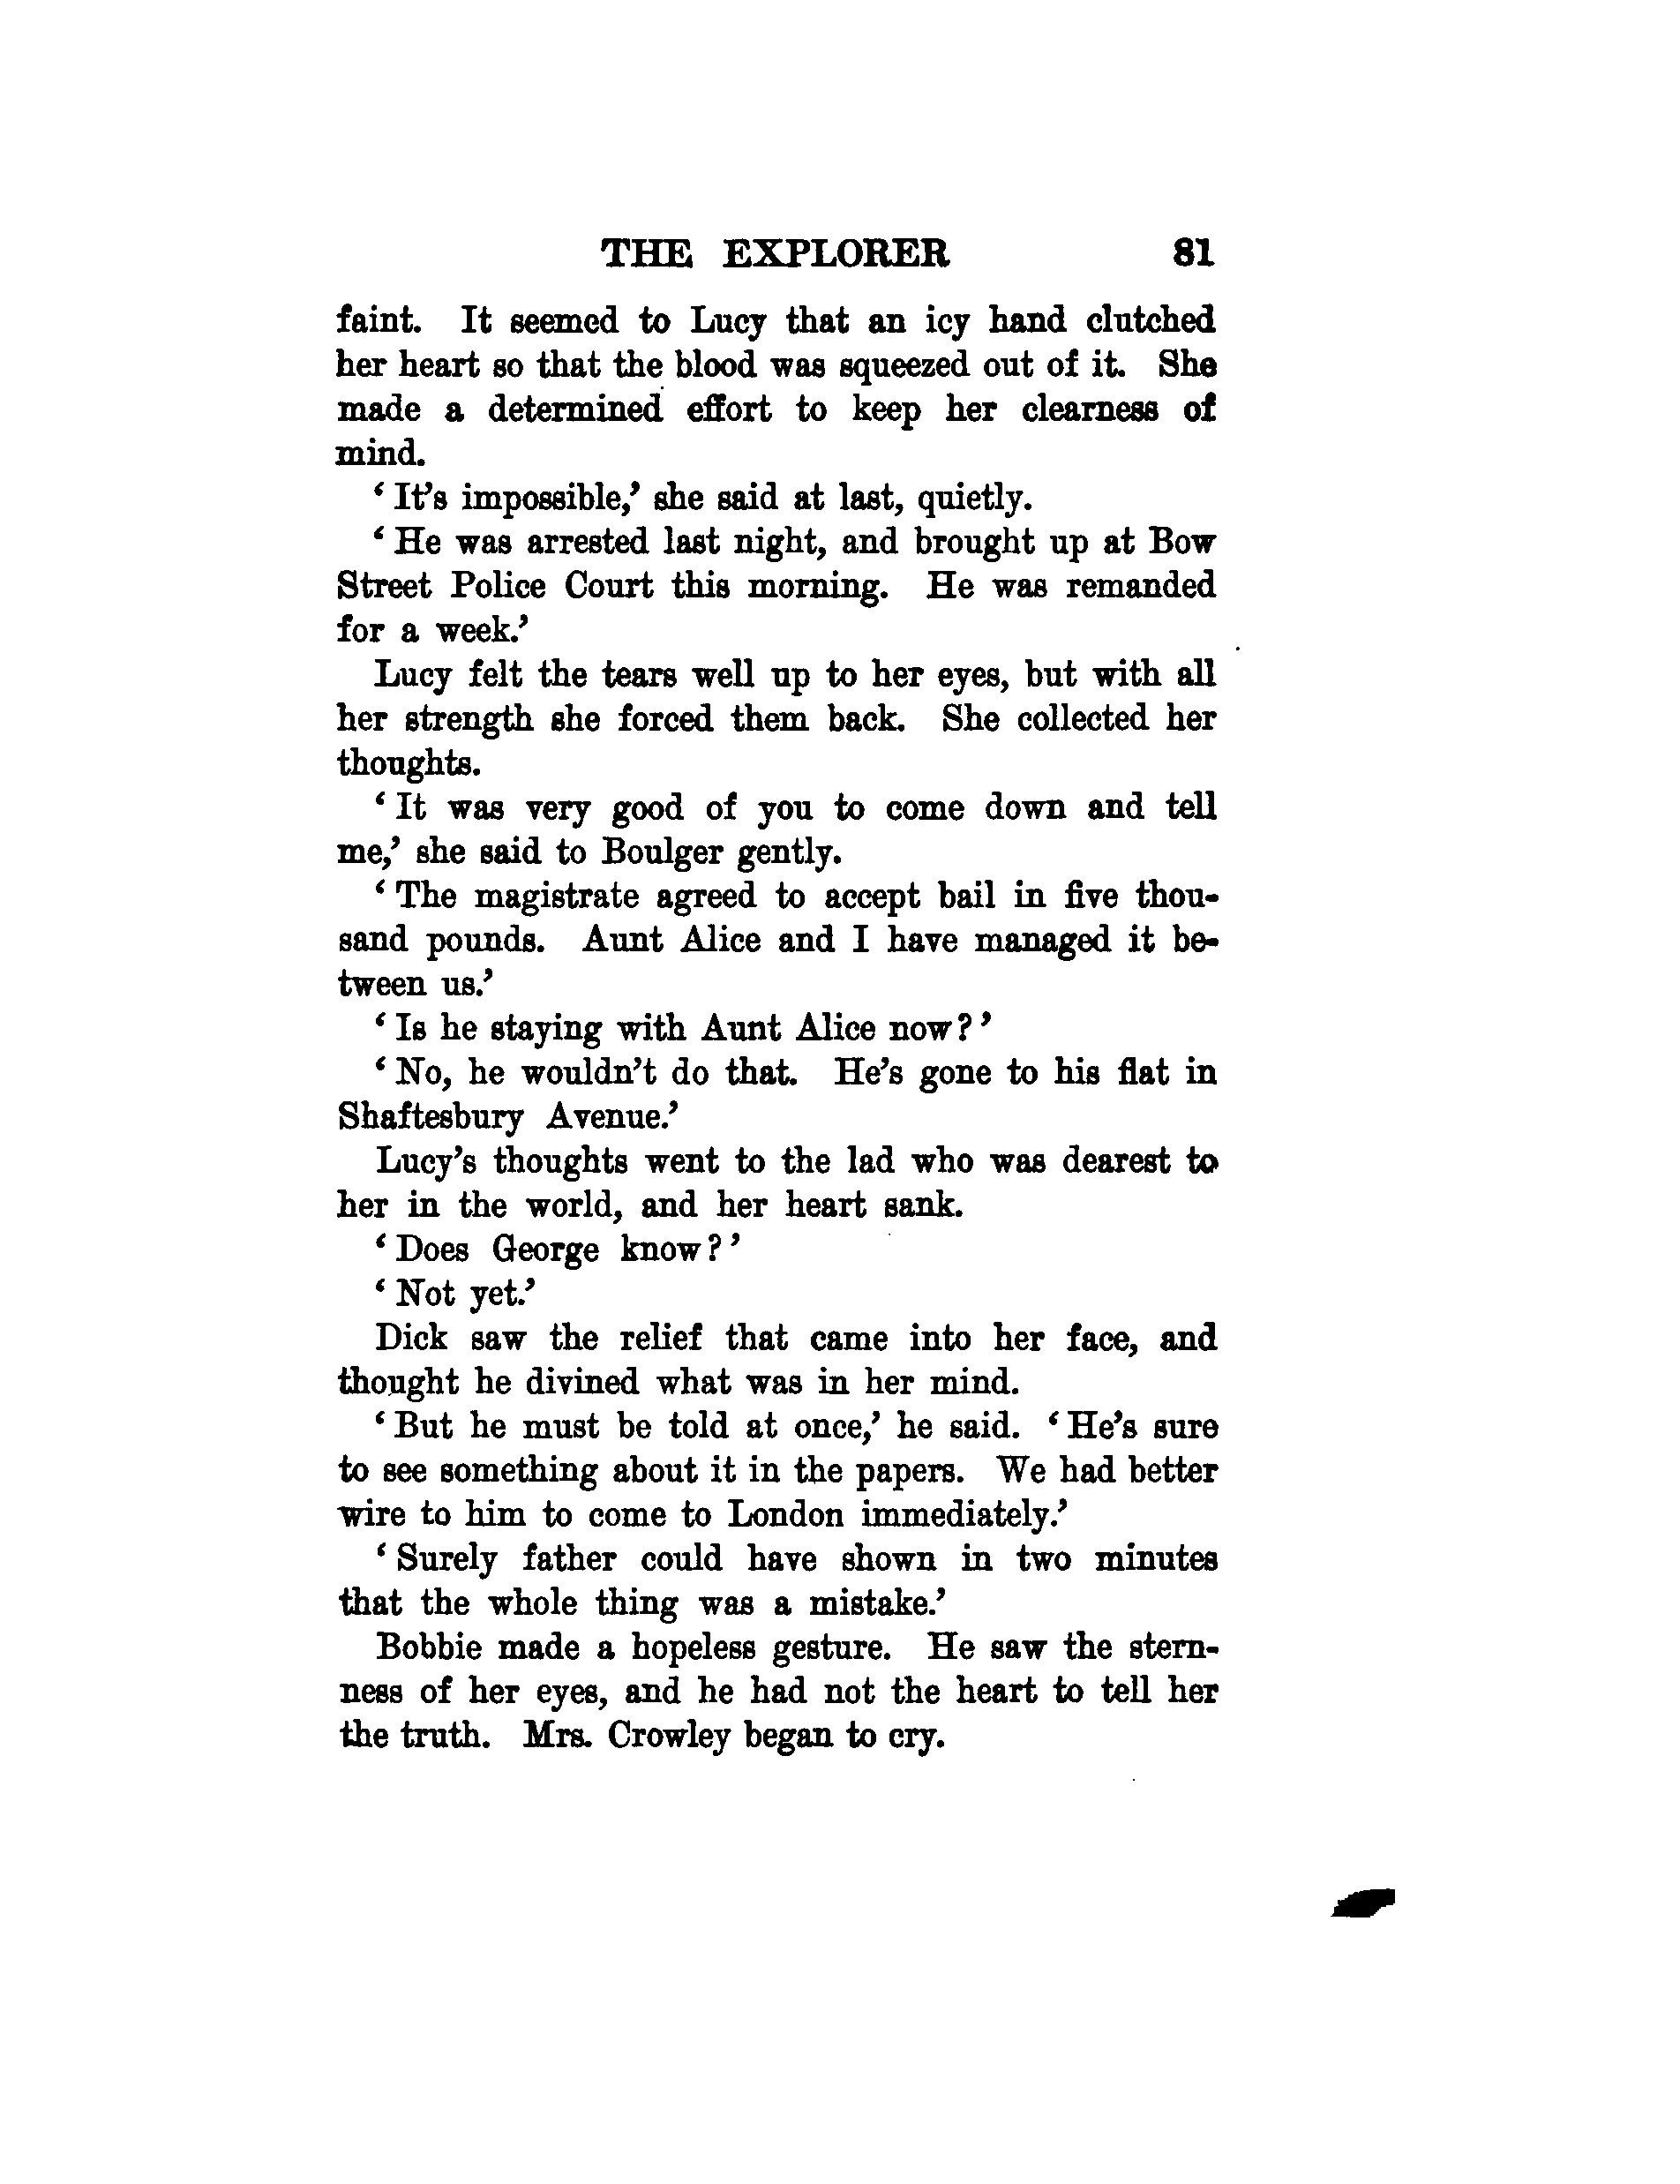 THE EXPLORER 81
faint. It seemed to Lucy that an icy hand clutched
her heart so that the blood was squeezed out of it. She
made a determined effort to keep her clearness of
mind.
‘ It’s impossible,’ she said at last, quietly.
‘ He was arrested last night, and brought up at Bow
Street Police Court this morning. He was remanded
for a week.’
Lucy felt the tears well up to her eyes, but with all
her strength she forced them back. She collected her
thoughts.
‘ It was very good of you to come down and tell
me,’ she said to Boulger gently.
‘ The magistrate agreed to accept bail in five thou-
sand pounds. Aunt Alice and I have managed it be-
tween us.’
‘ Is he staying with Aunt Alice now?’
‘ No, he wouldn’t do that. He’s gone to his flat in
Shaftesbury Avenue.’
Lucy’s thoughts went to the lad who was dearest to
her in the world, and her heart sank.
‘ Does George know?’
‘ Not yet.’
Dick saw the relief that came into her face, and
thought he divined what was in her mind.
‘ But he must be told at once,’ he said. ‘ He’s sure
to see something about it in the papers. We had better
wire to him to come to London immediately.’
‘ Surely father could have shown in two minutes
that the whole thing was a mistake.’
Bobbie made a hopeless gesture. He saw the stern-
ness of her eyes, and he had not the heart to tell her
the truth. Mrs. Crowley began to cry.